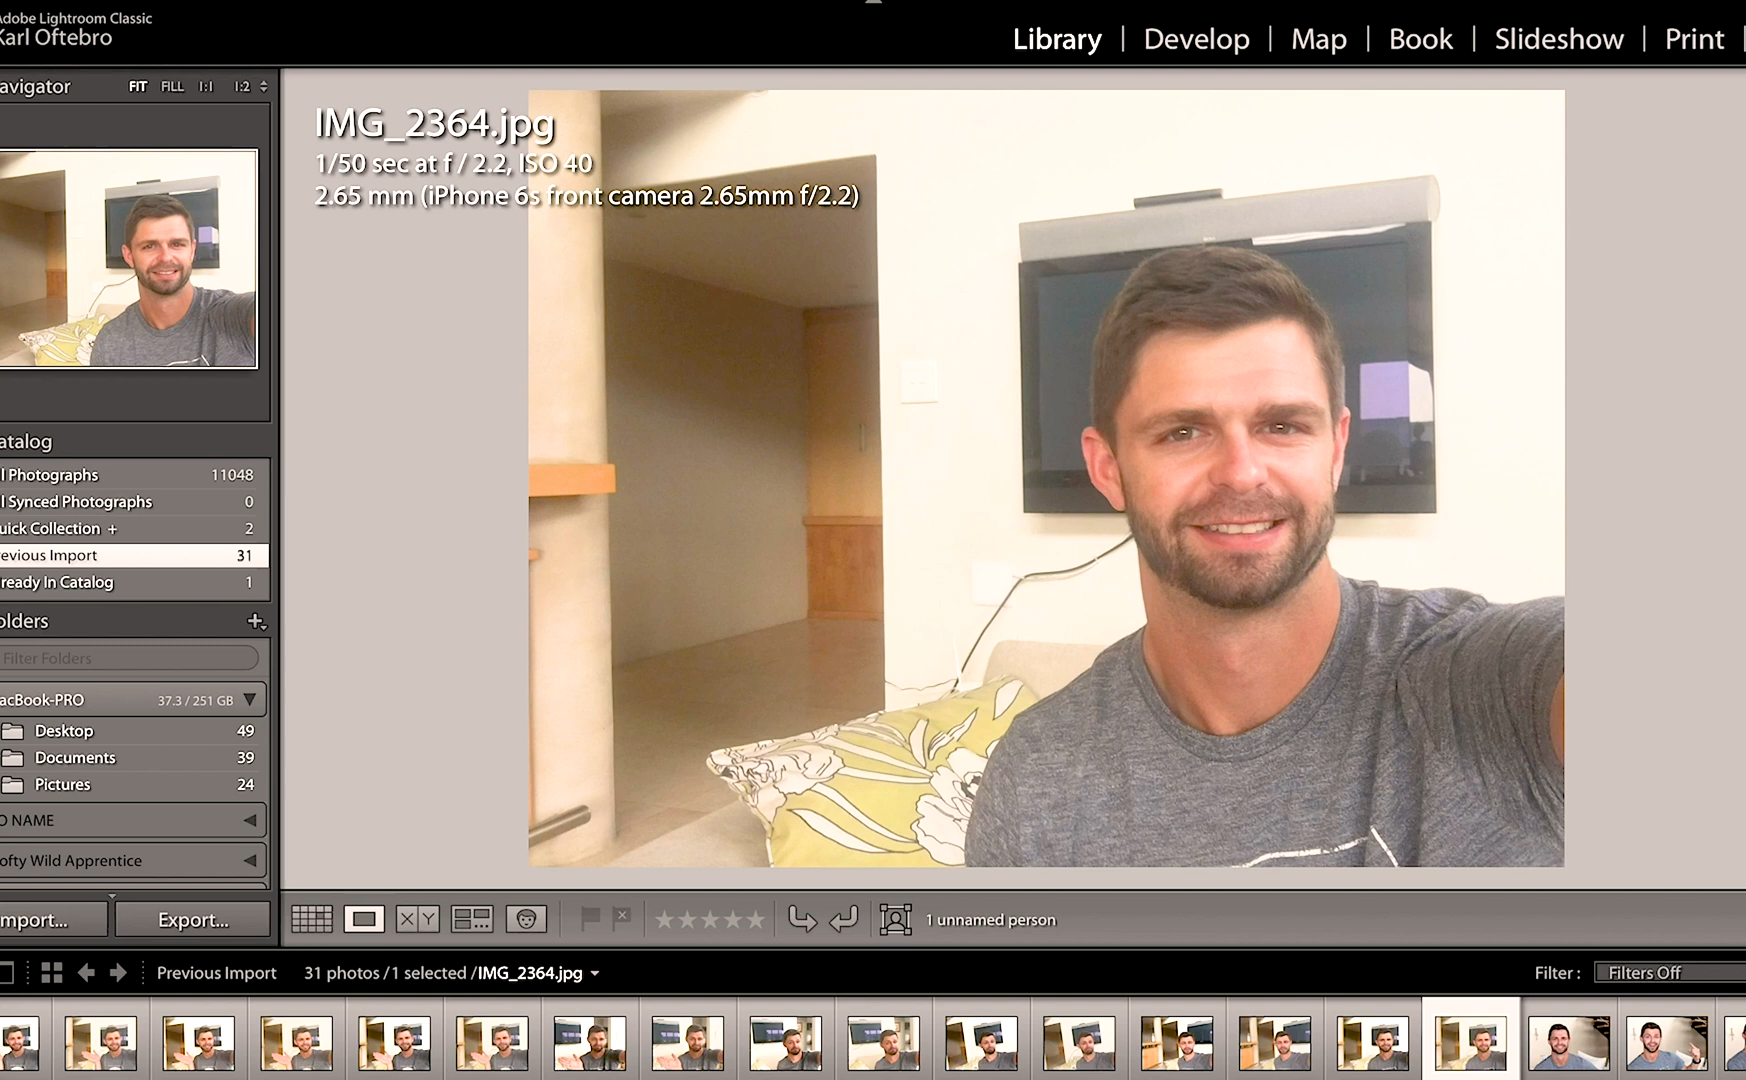 Adobe Lightroom Classic
Karl Oftebro
Library | Develop | Map | Book | Slideshow | Print
avigator FIT FILL 1:1 1:2
IMG_2364.jpg
1/50 sec at f / 2.2, ISO 40
2.65 mm (iPhone 6s front camera 2.65mm f/2.2)
atalog
l Photographs 11048
l Synced Photographs 0
uick Collection + 2
revious Import 31
ready In Catalog 1
olders
Filter Folders
acBook-PRO 37.3 / 251 GB
Desktop 49
Documents 39
Pictures 24
O NAME
ofty Wild Apprentice
mport... Export...
X Y
1 unnamed person
Previous Import 31 photos / 1 selected / IMG_2364.jpg
Filter : Filters Off